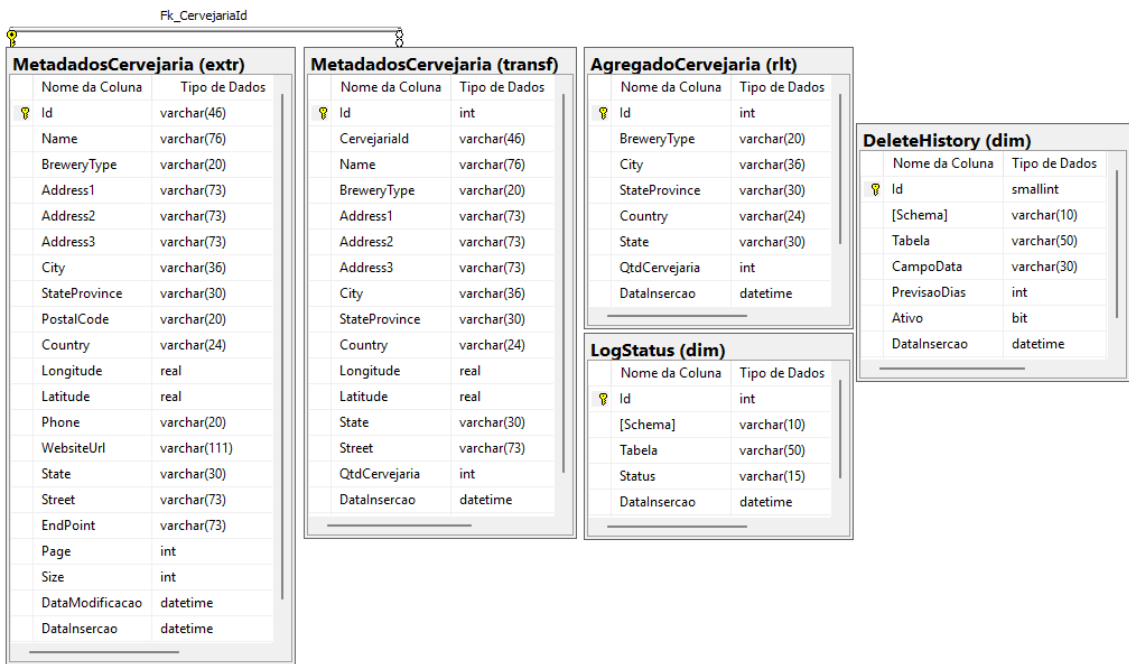 Fk_CervejariaId
MetadadosCervejaria (extr)
Nome da Coluna Tipo de Dados
Id varchar(46)
Name varchar(76)
BreweryType varchar(20)
Address1 varchar(73)
Address2 varchar(73)
Address3 varchar(73)
City varchar(36)
StateProvince varchar(30)
PostalCode varchar(20)
Country varchar(24)
Longitude real
Latitude real
Phone varchar(20)
WebsiteUrl varchar(111)
State varchar(30)
Street varchar(73)
EndPoint varchar(73)
Page int
Size int
DataModificacao datetime
DataInsercao datetime
MetadadosCervejaria (transf)
Nome da Coluna Tipo de Dados
Id int
CervejariaId varchar(46)
Name varchar(76)
BreweryType varchar(20)
Address1 varchar(73)
Address2 varchar(73)
Address3 varchar(73)
City varchar(36)
StateProvince varchar(30)
Country varchar(24)
Longitude real
Latitude real
State varchar(30)
Street varchar(73)
QtdCervejaria int
DataInsercao datetime
AgregadoCervejaria (rlt)
Nome da Coluna Tipo de Dados
Id int
BreweryType varchar(20)
City varchar(36)
StateProvince varchar(30)
Country varchar(24)
State varchar(30)
QtdCervejaria int
DataInsercao datetime
LogStatus (dim)
Nome da Coluna Tipo de Dados
Id int
[Schema] varchar(10)
Tabela varchar(50)
Status varchar(15)
DataInsercao datetime
DeleteHistory (dim)
Nome da Coluna Tipo de Dados
Id smallint
[Schema] varchar(10)
Tabela varchar(50)
CampoData varchar(30)
PrevisaoDias int
Ativo bit
DataInsercao datetime